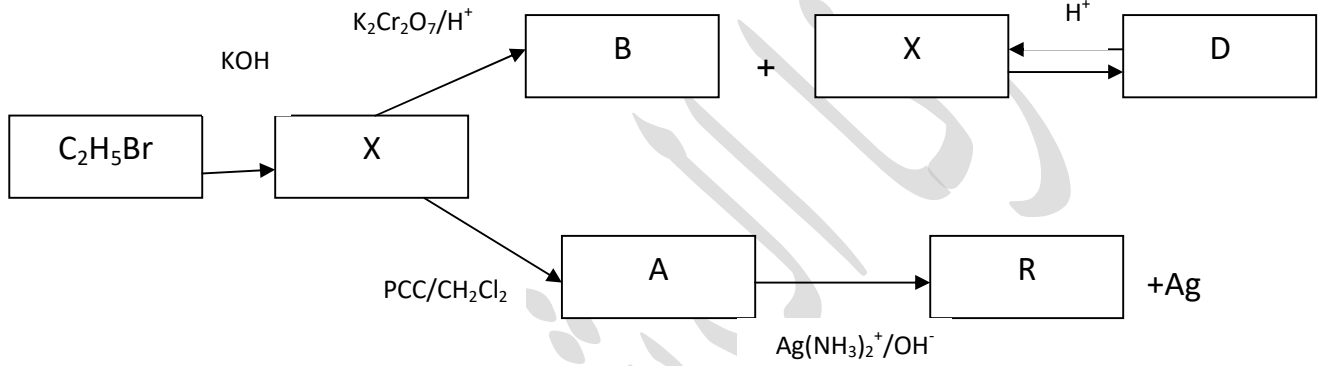 K₂Cr₂O₇/H⁺
H⁺
KOH
B
+
X
D
C₂H₅Br
X
A
R
+Ag
PCC/CH₂Cl₂
Ag(NH₃)₂⁺/OH⁻